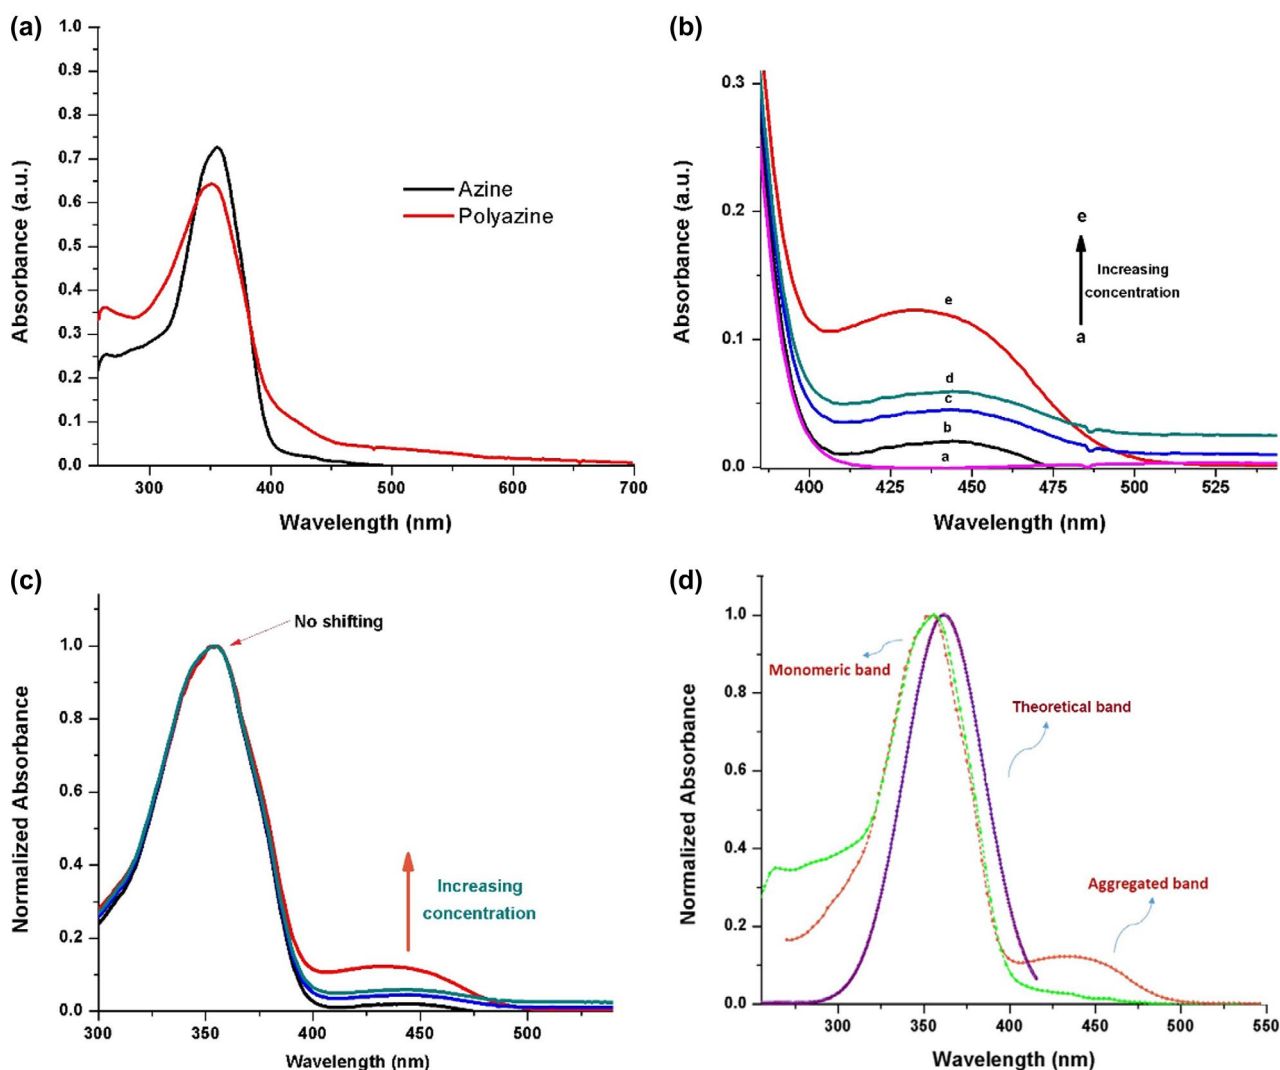 (a)
1.0
0.9
0.8
0.7
0.6
0.5
0.4
0.3
0.2
0.1
0.0
Absorbance (a.u.)
Azine
Polyazine
300 400 500 600 700
Wavelength (nm)
(b)
0.3
0.2
0.1
0.0
Absorbance (a.u.)
e
Increasing
concentration
a
e
d
c
b
a
400 425 450 475 500 525
Wavelength (nm)
(c)
1.0
0.8
0.6
0.4
0.2
0.0
Normalized Absorbance
No shifting
Increasing
concentration
300 350 400 450 500
Wavelength (nm)
(d)
1.0
0.8
0.6
0.4
0.2
0.0
Normalized Absorbance
Monomeric band
Theoretical band
Aggregated band
300 350 400 450 500 550
Wavelength (nm)